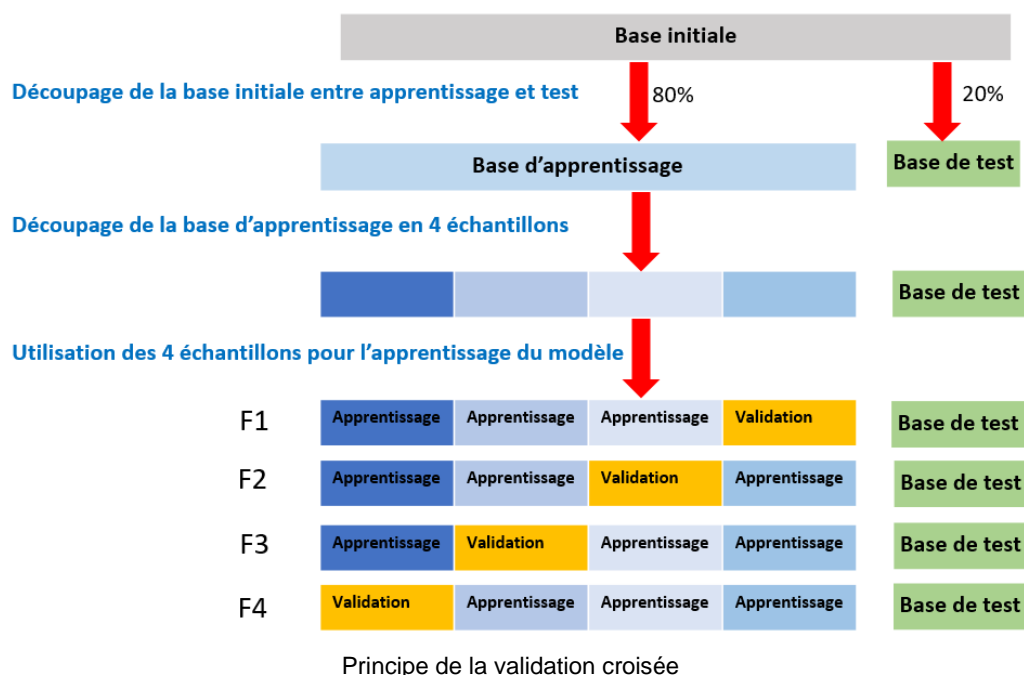 Base initiale
Découpage de la base initiale entre apprentissage et test
80%
20%
Base d'apprentissage
Base de test
Découpage de la base d'apprentissage en 4 échantillons
Base de test
Utilisation des 4 échantillons pour l'apprentissage du modèle
F1 Apprentissage Apprentissage Apprentissage Validation Base de test
F2 Apprentissage Apprentissage Validation Apprentissage Base de test
F3 Apprentissage Validation Apprentissage Apprentissage Base de test
F4 Validation Apprentissage Apprentissage Apprentissage Base de test
Principe de la validation croisée